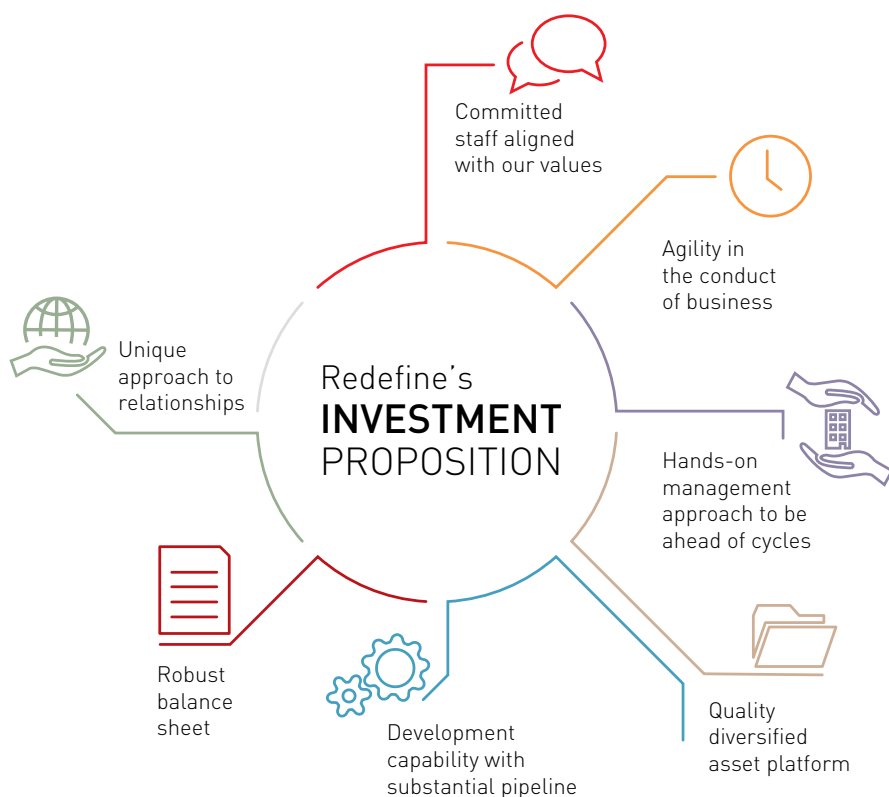 Committed
staff aligned
with our values
Agility in
the conduct
of business
Unique
approach to
relationships
Redefine’s
INVESTMENT
PROPOSITION
Hands-on
management
approach to be
ahead of cycles
Robust
balance
sheet
Development
capability with
substantial pipeline
Quality
diversified
asset platform